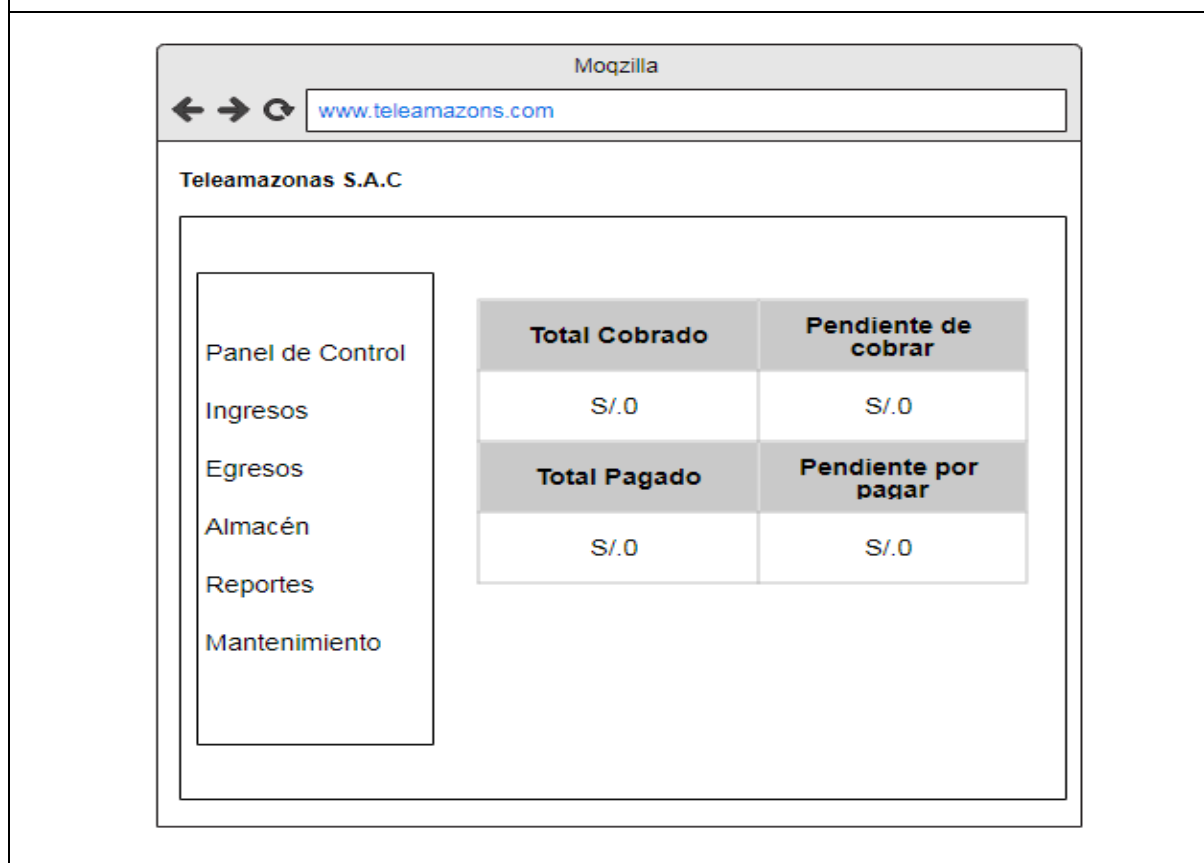 Moqzilla
www.teleamazons.com
Teleamazonas S.A.C
Panel de Control
Ingresos
Egresos
Almacén
Reportes
Mantenimiento
Total Cobrado
Pendiente de
cobrar
S/.0
S/.0
Total Pagado
Pendiente por
pagar
S/.0
S/.0